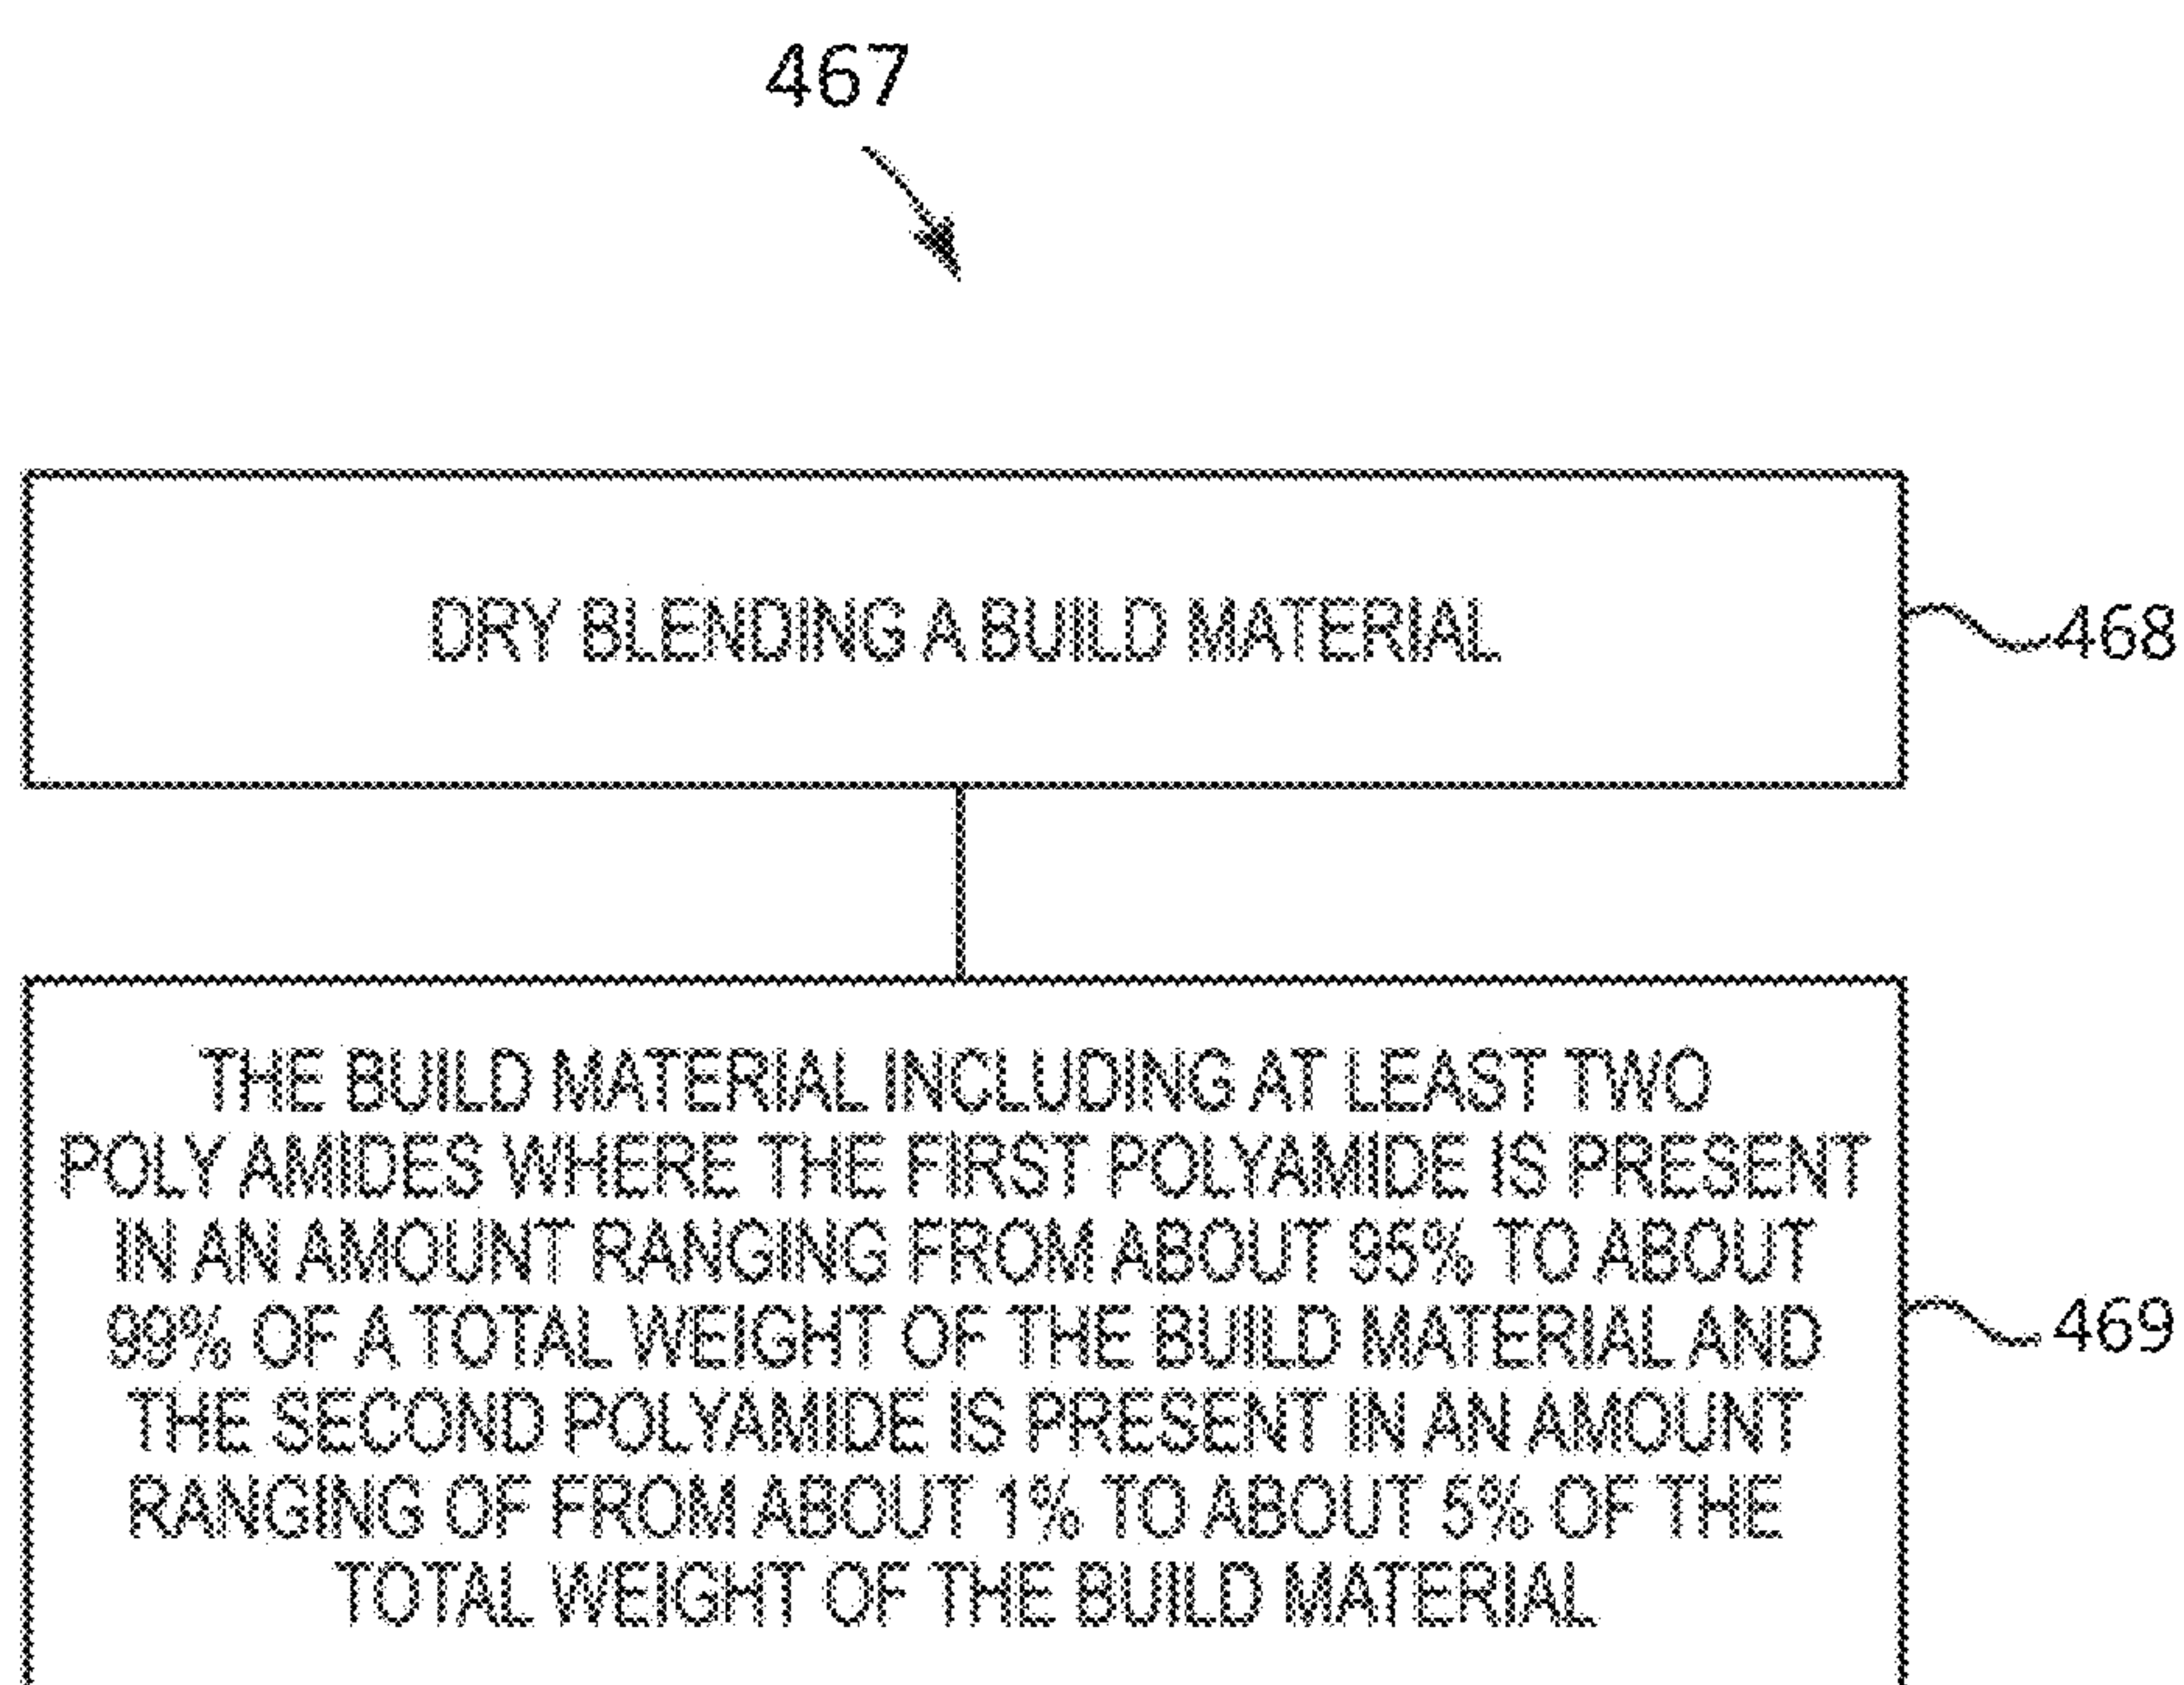 467
DRY BLENDING A BUILD MATERIAL
468
THE BUILD MATERIAL INCLUDING AT LEAST TWO
POLY AMIDES WHERE THE FIRST POLYAMIDE IS PRESENT
IN AN AMOUNT RANGING FROM ABOUT 95% TO ABOUT
99% OF A TOTAL WEIGHT OF THE BUILD MATERIAL AND
THE SECOND POLYAMIDE IS PRESENT IN AN AMOUNT
RANGING OF FROM ABOUT 1% TO ABOUT 5% OF THE
TOTAL WEIGHT OF THE BUILD MATERIAL
469